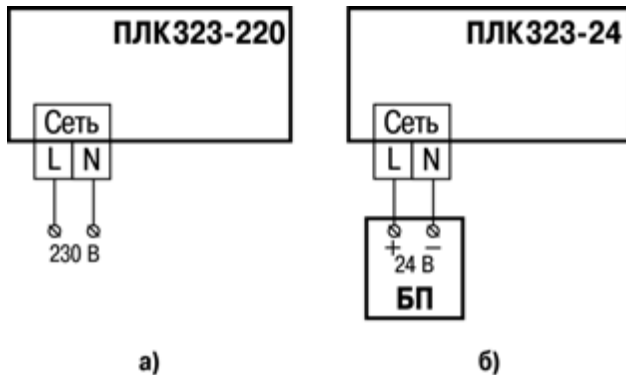 ПЛК323-220
Сеть
L N
230 В
а)
ПЛК323-24
Сеть
L N
+ −
24 В
БП
б)